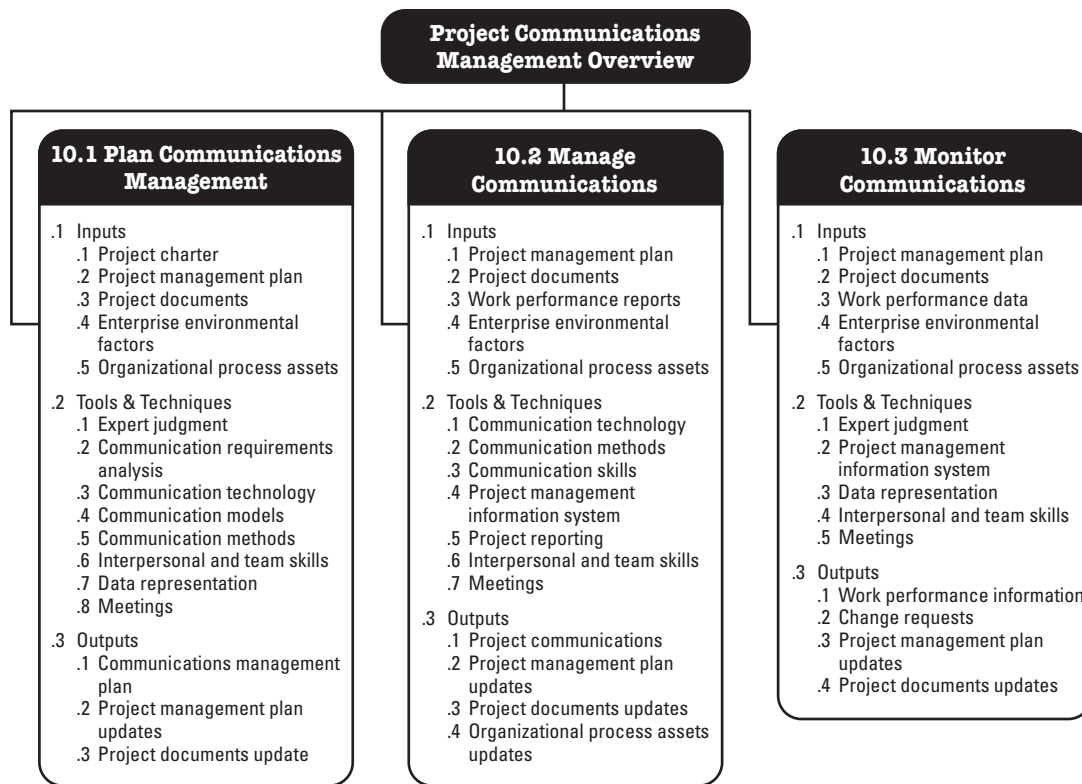 Project Communications
Management Overview
10.1 Plan Communications
Management
.1 Inputs
.1 Project charter
.2 Project management plan
.3 Project documents
.4 Enterprise environmental
factors
.5 Organizational process assets
.2 Tools & Techniques
.1 Expert judgment
.2 Communication requirements
analysis
.3 Communication technology
.4 Communication models
.5 Communication methods
.6 Interpersonal and team skills
.7 Data representation
.8 Meetings
.3 Outputs
.1 Communications management
plan
.2 Project management plan
updates
.3 Project documents update
10.2 Manage
Communications
.1 Inputs
.1 Project management plan
.2 Project documents
.3 Work performance reports
.4 Enterprise environmental
factors
.5 Organizational process assets
.2 Tools & Techniques
.1 Communication technology
.2 Communication methods
.3 Communication skills
.4 Project management
information system
.5 Project reporting
.6 Interpersonal and team skills
.7 Meetings
.3 Outputs
.1 Project communications
.2 Project management plan
updates
.3 Project documents updates
.4 Organizational process assets
updates
10.3 Monitor
Communications
.1 Inputs
.1 Project management plan
.2 Project documents
.3 Work performance data
.4 Enterprise environmental
factors
.5 Organizational process assets
.2 Tools & Techniques
.1 Expert judgment
.2 Project management
information system
.3 Data representation
.4 Interpersonal and team skills
.5 Meetings
.3 Outputs
.1 Work performance information
.2 Change requests
.3 Project management plan
updates
.4 Project documents updates